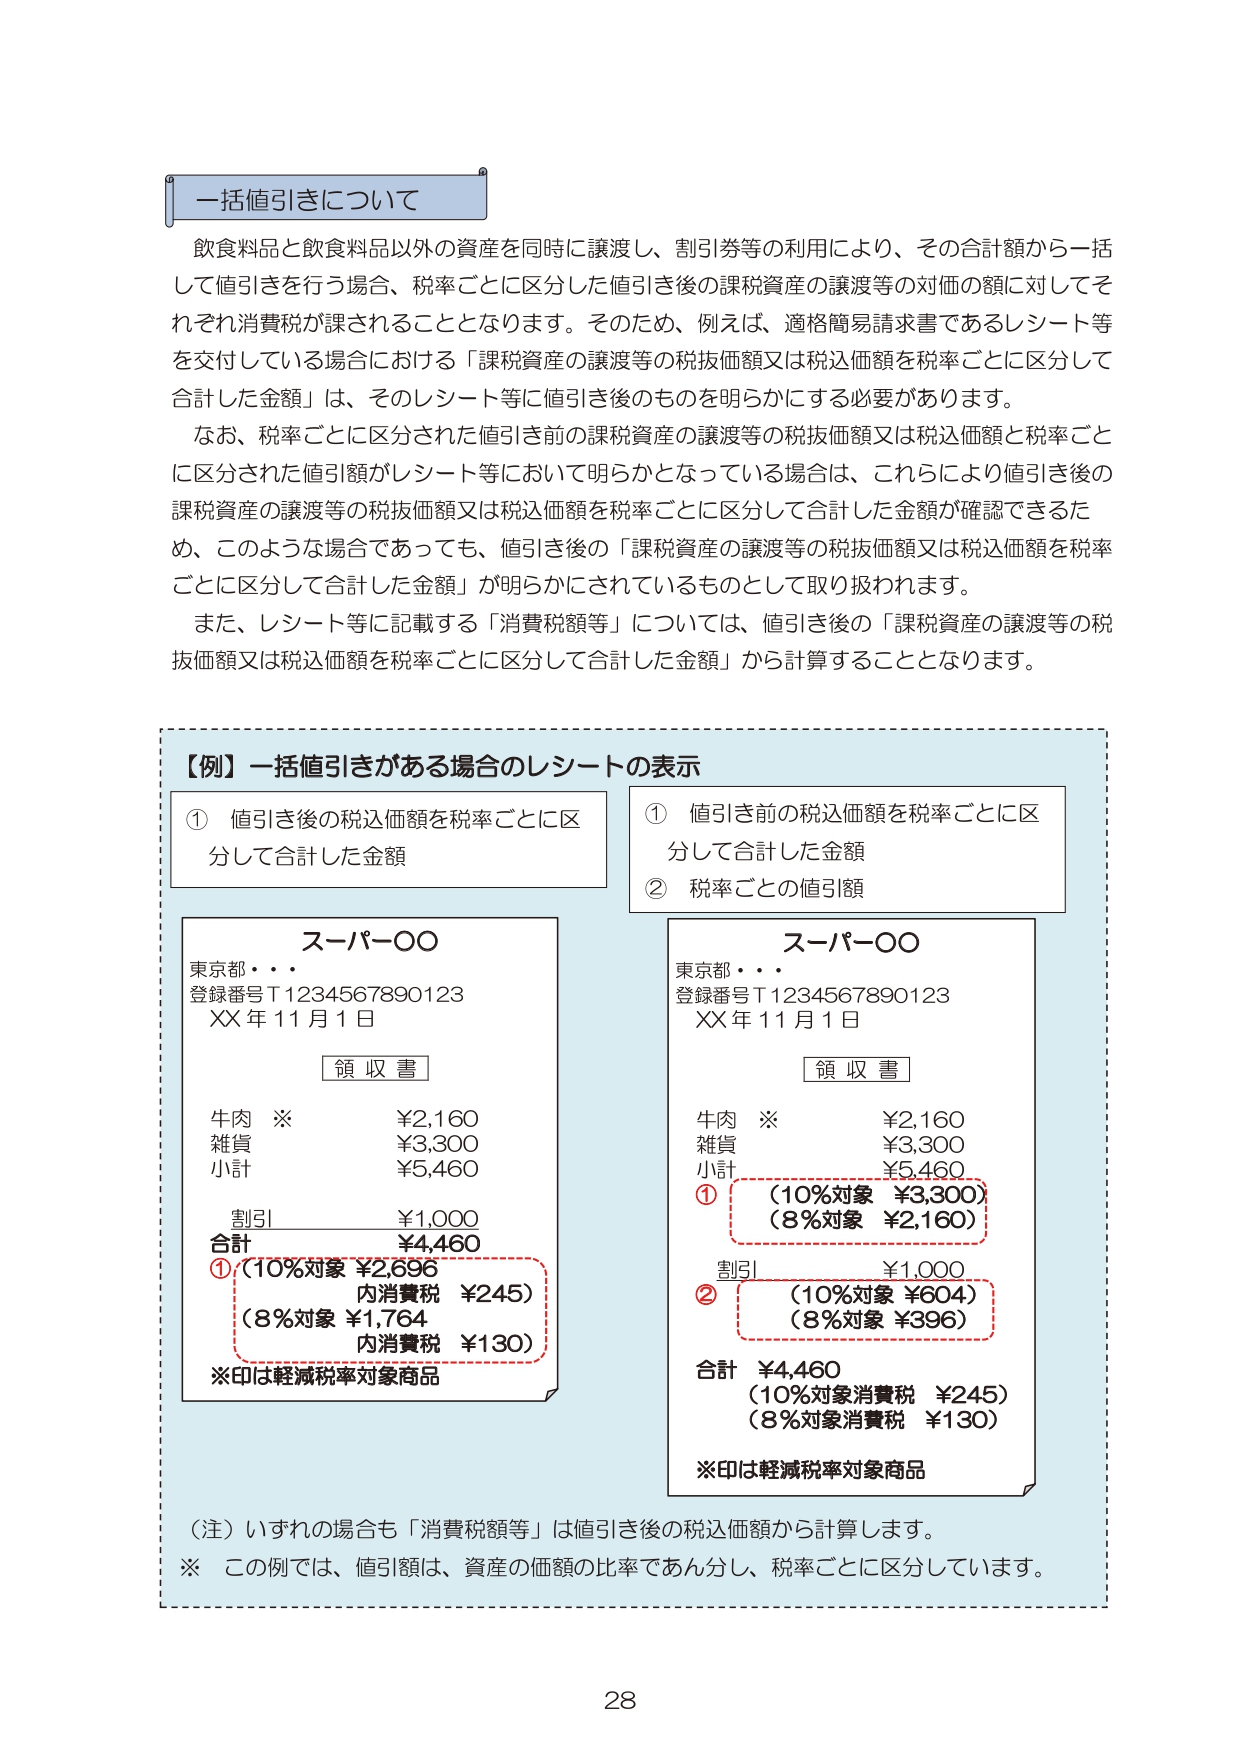 一括値引きについて
飲食料品と飲食料品以外の資産を同時に譲渡し、割引券等の利用により、その合計額から一括
して値引きを行う場合、税率ごとに区分した値引き後の課税資産の譲渡等の対価の額に対してそ
れぞれ消費税が課されることとなります。そのため、例えば、適格簡易請求書であるレシート等
を交付している場合における「課税資産の譲渡等の税抜価額又は税込価額を税率ごとに区分して
合計した金額」は、そのレシート等に値引き後のものを明らかにする必要があります。
なお、税率ごとに区分された値引き前の課税資産の譲渡等の税抜価額又は税込価額と税率ごと
に区分された値引額がレシート等において明らかとなっている場合は、これらにより値引き後の
課税資産の譲渡等の税抜価額又は税込価額を税率ごとに区分して合計した金額が確認できるた
め、このような場合であっても、値引き後の「課税資産の譲渡等の税抜価額又は税込価額を税率
ごとに区分して合計した金額」が明らかにされているものとして取り扱われます。
また、レシート等に記載する「消費税額等」については、値引き後の「課税資産の譲渡等の税
抜価額又は税込価額を税率ごとに区分して合計した金額」から計算することとなります。
【例】一括値引きがある場合のレシートの表示
① 値引き後の税込価額を税率ごとに区
分して合計した金額
スーパー〇〇
東京都・・・
登録番号T1234567890123
XX年11月1日
領収書
牛肉 ※ ¥2,160
雑貨 ¥3,300
小計 ¥5,460
割引 ¥1,000
合計 ¥4,460
①(10%対象 ¥2,696
内消費税 ¥245)
(8%対象 ¥1,764
内消費税 ¥130)
※印は軽減税率対象商品
① 値引き前の税込価額を税率ごとに区
分して合計した金額
② 税率ごとの値引額
スーパー〇〇
東京都・・・
登録番号T1234567890123
XX年11月1日
領収書
牛肉 ※ ¥2,160
雑貨 ¥3,300
小計 ¥5,460
① (10%対象 ¥3,300)
(8%対象 ¥2,160)
割引 ¥1,000
② (10%対象 ¥604)
(8%対象 ¥396)
合計 ¥4,460
(10%対象消費税 ¥245)
(8%対象消費税 ¥130)
※印は軽減税率対象商品
(注)いずれの場合も「消費税額等」は値引き後の税込価額から計算します。
※ この例では、値引額は、資産の価額の比率であん分し、税率ごとに区分しています。
28